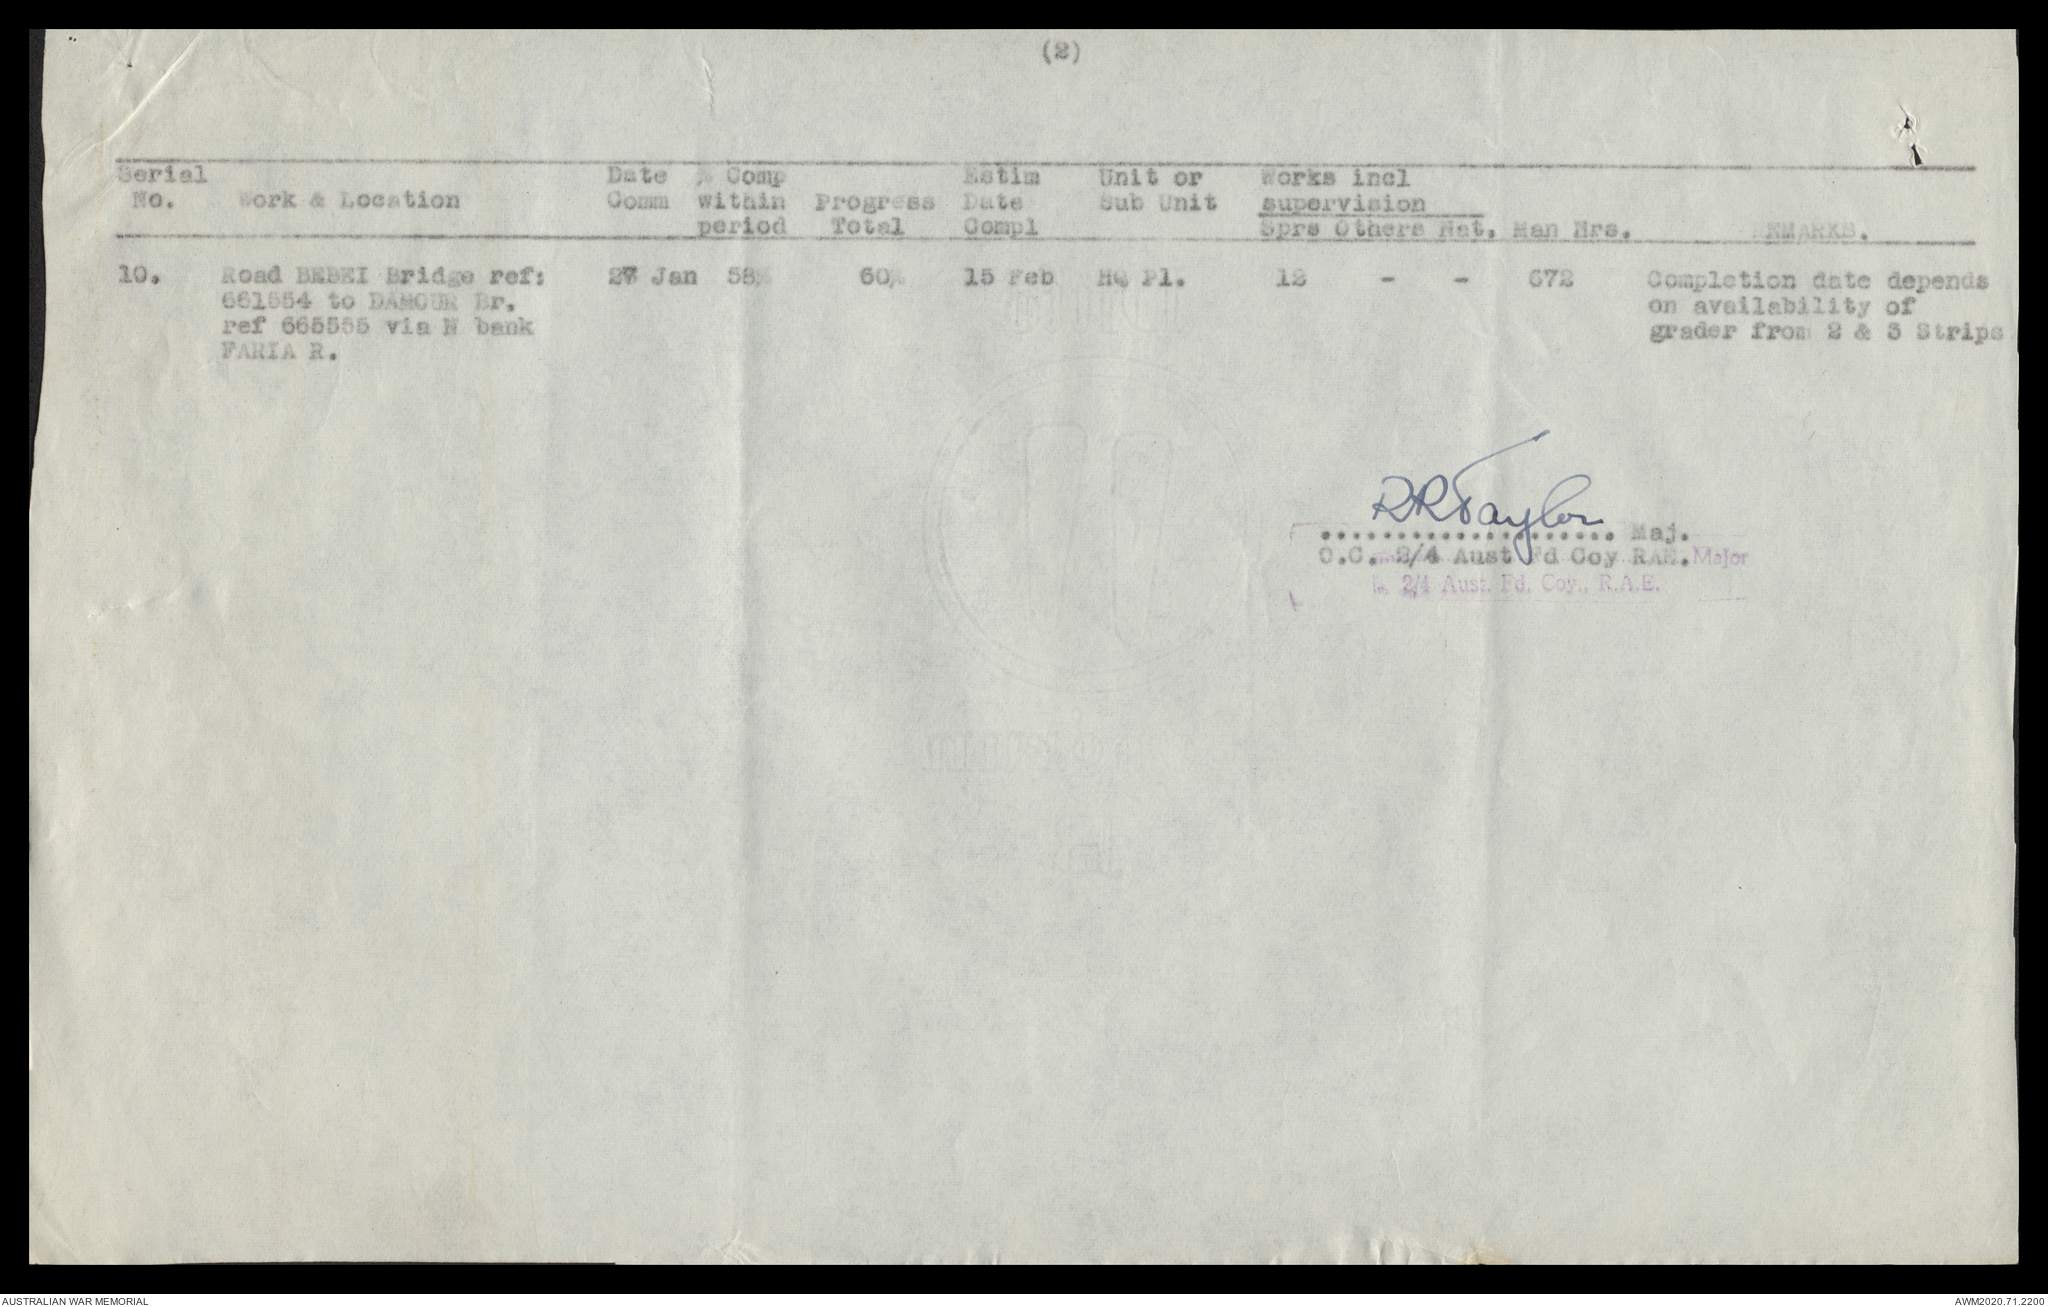 (2)
Serial No. Work & Location Date Comm % Comp within period Progress Total Estim Date Compl Unit or Sub Unit Works incl supervision Sprs Others Nat. Man Hrs. REMARKS.
10. Road BEBEI Bridge ref: 27 Jan 58% 60% 15 Feb HQ Pl. 12 - - 672 Completion date depends
661554 to DAMOUR Br. on availability of
ref 665555 via N bank grader from 2 & 3 Strips
FARIA R.
RRTaylor
.................... Maj.
O.C. 2/4 Aust Fd Coy RAE. Major
2/4 Aust. Fd. Coy., R.A.E.
AUSTRALIAN WAR MEMORIAL AWM2020.71.2200